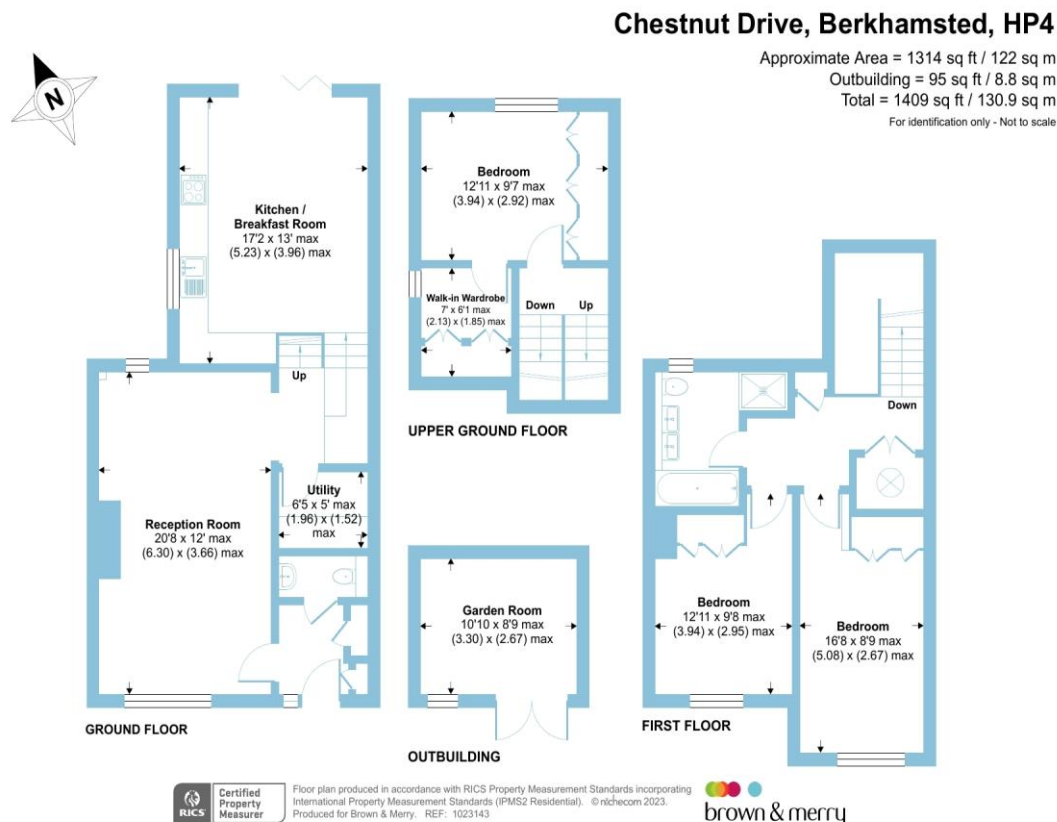 Chestnut Drive, Berkhamsted, HP4
Approximate Area = 1314 sq ft / 122 sq m
Outbuilding = 95 sq ft / 8.8 sq m
Total = 1409 sq ft / 130.9 sq m
For identification only - Not to scale
N
Kitchen /
Breakfast Room
17'2 x 13' max
(5.23) x (3.96) max
Up
Reception Room
20'8 x 12' max
(6.30) x (3.66) max
Utility
6'5 x 5' max
(1.96) x (1.52)
max
GROUND FLOOR
Bedroom
12'11 x 9'7 max
(3.94) x (2.92) max
Walk-in Wardrobe
7' x 6'1 max
(2.13) x (1.85) max
Down
Up
UPPER GROUND FLOOR
Garden Room
10'10 x 8'9 max
(3.30) x (2.67) max
OUTBUILDING
Down
Bedroom
12'11 x 9'8 max
(3.94) x (2.95) max
Bedroom
16'8 x 8'9 max
(5.08) x (2.67) max
FIRST FLOOR
RICS
Certified
Property
Measurer
Floor plan produced in accordance with RICS Property Measurement Standards incorporating
International Property Measurement Standards (IPMS2 Residential). © nichecom 2023.
Produced for Brown & Merry. REF: 1023143
brown & merry